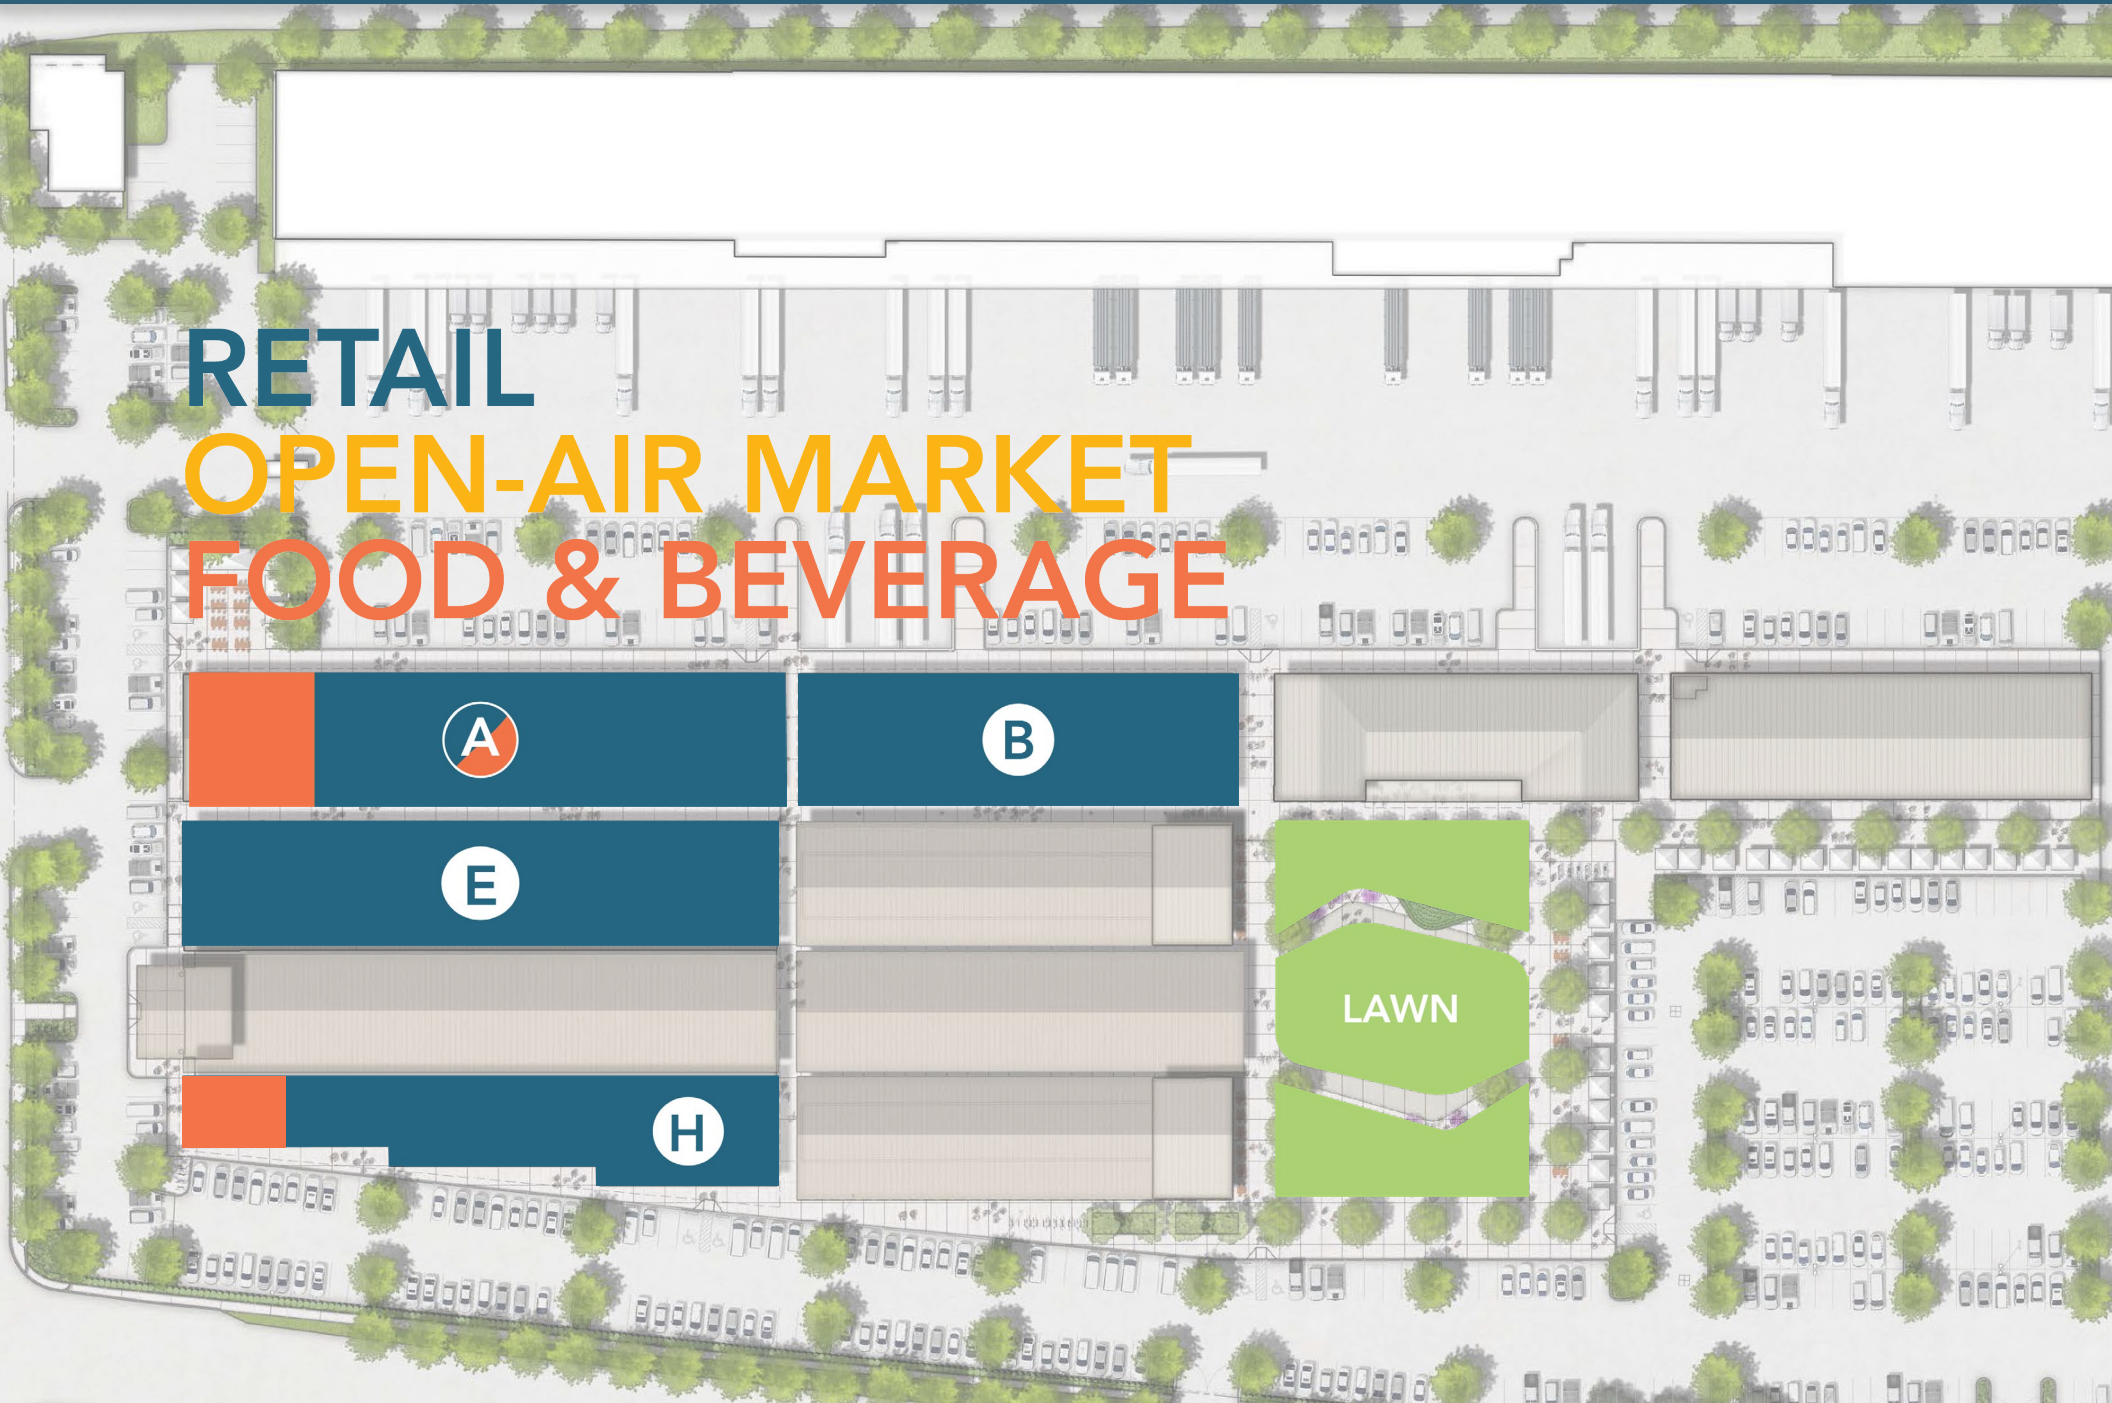 RETAIL
OPEN-AIR MARKET
FOOD & BEVERAGE
A
B
E
LAWN
H